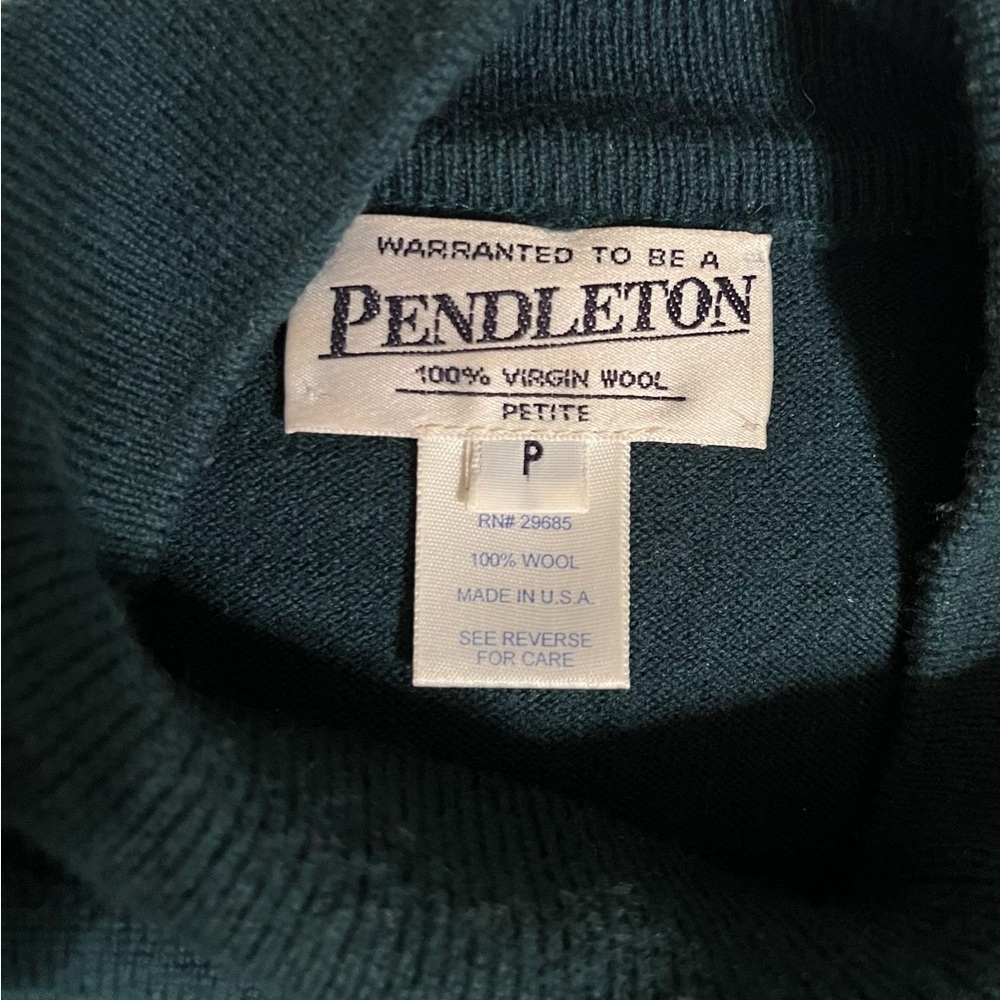 WARRANTED TO BE A
PENDLETON
100% VIRGIN WOOL
PETITE
P
RN# 29685
100% WOOL
MADE IN U.S.A.
SEE REVERSE
FOR CARE